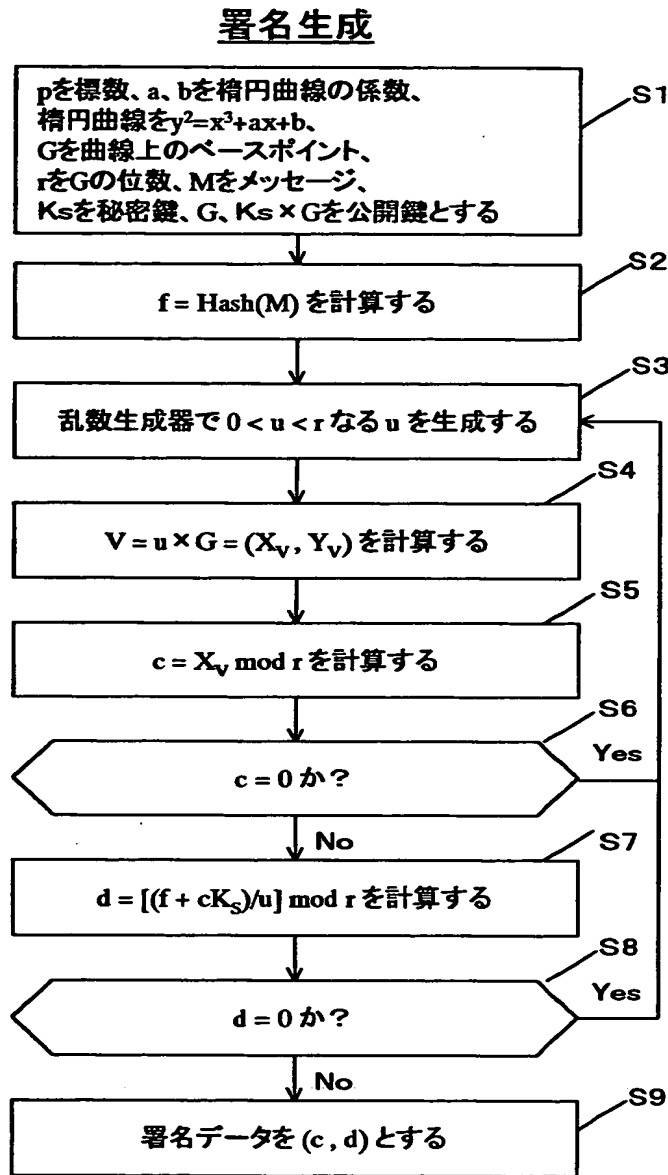 署名生成
pを標数、a、bを楕円曲線の係数、
楕円曲線をy²=x³+ax+b、
Gを曲線上のベースポイント、
rをGの位数、Mをメッセージ、
Ksを秘密鍵、G、Ks×Gを公開鍵とする
S1
S2
f = Hash(M) を計算する
S3
乱数生成器で 0 < u < r なる u を生成する
S4
V = u × G = (X_V , Y_V) を計算する
S5
c = X_V mod r を計算する
S6
c = 0 か?
Yes
No
S7
d = [(f + cK_S)/u] mod r を計算する
S8
d = 0 か?
Yes
No
S9
署名データを (c , d) とする